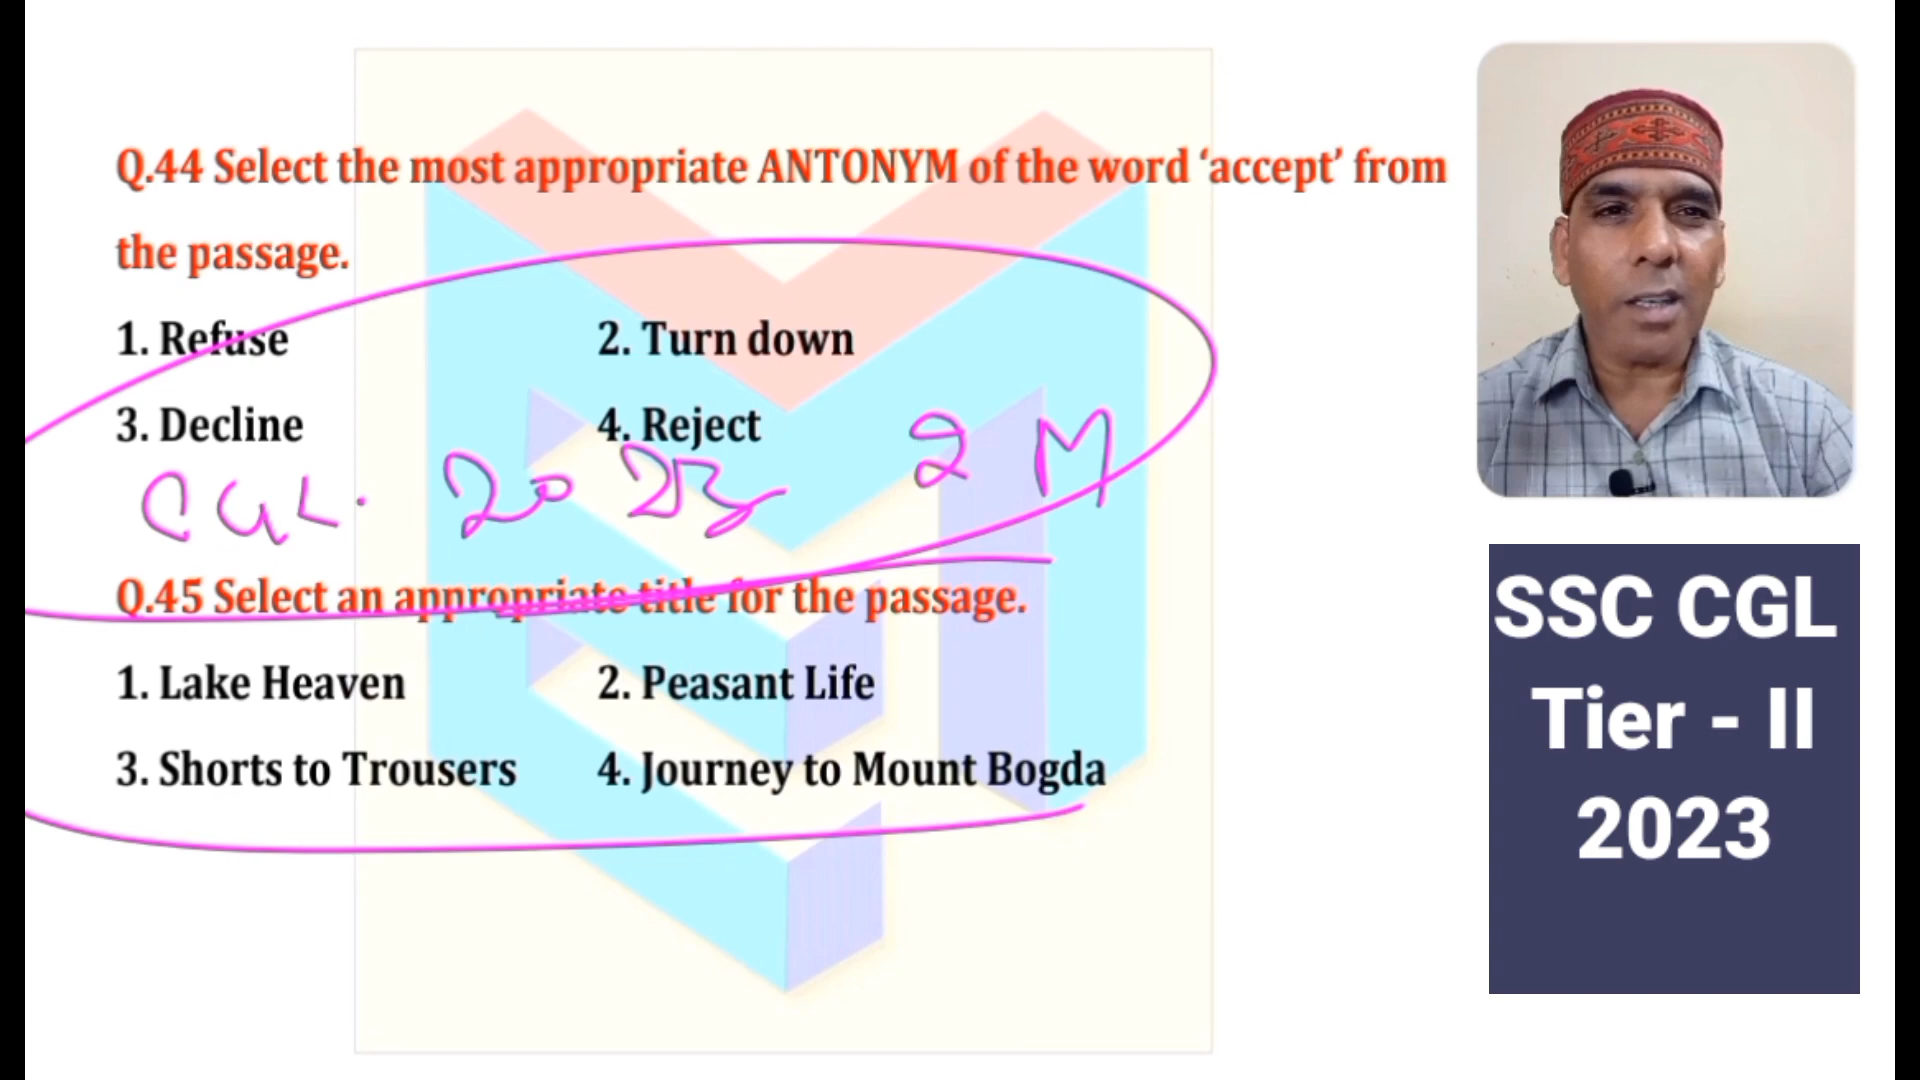 Q.44 Select the most appropriate ANTONYM of the word ‘accept’ from
the passage.
1. Refuse 2. Turn down
3. Decline 4. Reject
CGL. 2023 2 M
Q.45 Select an appropriate title for the passage.
1. Lake Heaven 2. Peasant Life
3. Shorts to Trousers 4. Journey to Mount Bogda
SSC CGL
Tier - II
2023